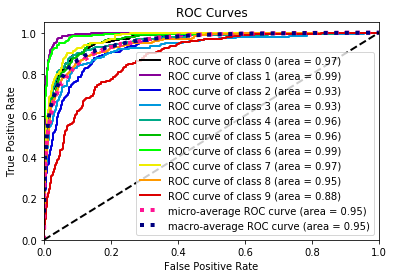 ROC Curves
True Positive Rate
1.0
0.8
0.6
0.4
0.2
0.0
ROC curve of class 0 (area = 0.97)
ROC curve of class 1 (area = 0.99)
ROC curve of class 2 (area = 0.93)
ROC curve of class 3 (area = 0.93)
ROC curve of class 4 (area = 0.96)
ROC curve of class 5 (area = 0.96)
ROC curve of class 6 (area = 0.99)
ROC curve of class 7 (area = 0.97)
ROC curve of class 8 (area = 0.95)
ROC curve of class 9 (area = 0.88)
micro-average ROC curve (area = 0.95)
macro-average ROC curve (area = 0.95)
0.0 0.2 0.4 0.6 0.8 1.0
False Positive Rate